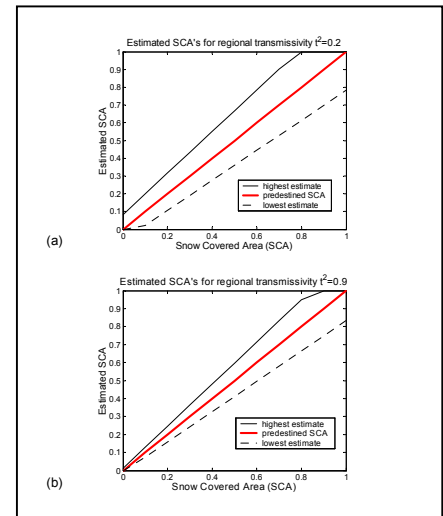 Estimated SCA's for regional transmissivity t²=0.2
1
0.9
0.8
0.7
0.6
0.5
0.4
0.3
0.2
0.1
0
Estimated SCA
highest estimate
predestined SCA
lowest estimate
0 0.2 0.4 0.6 0.8 1
Snow Covered Area (SCA)
(a)
Estimated SCA's for regional transmissivity t²=0.9
1
0.9
0.8
0.7
0.6
0.5
0.4
0.3
0.2
0.1
0
Estimated SCA
highest estimate
predestined SCA
lowest estimate
0 0.2 0.4 0.6 0.8 1
Snow Covered Area (SCA)
(b)